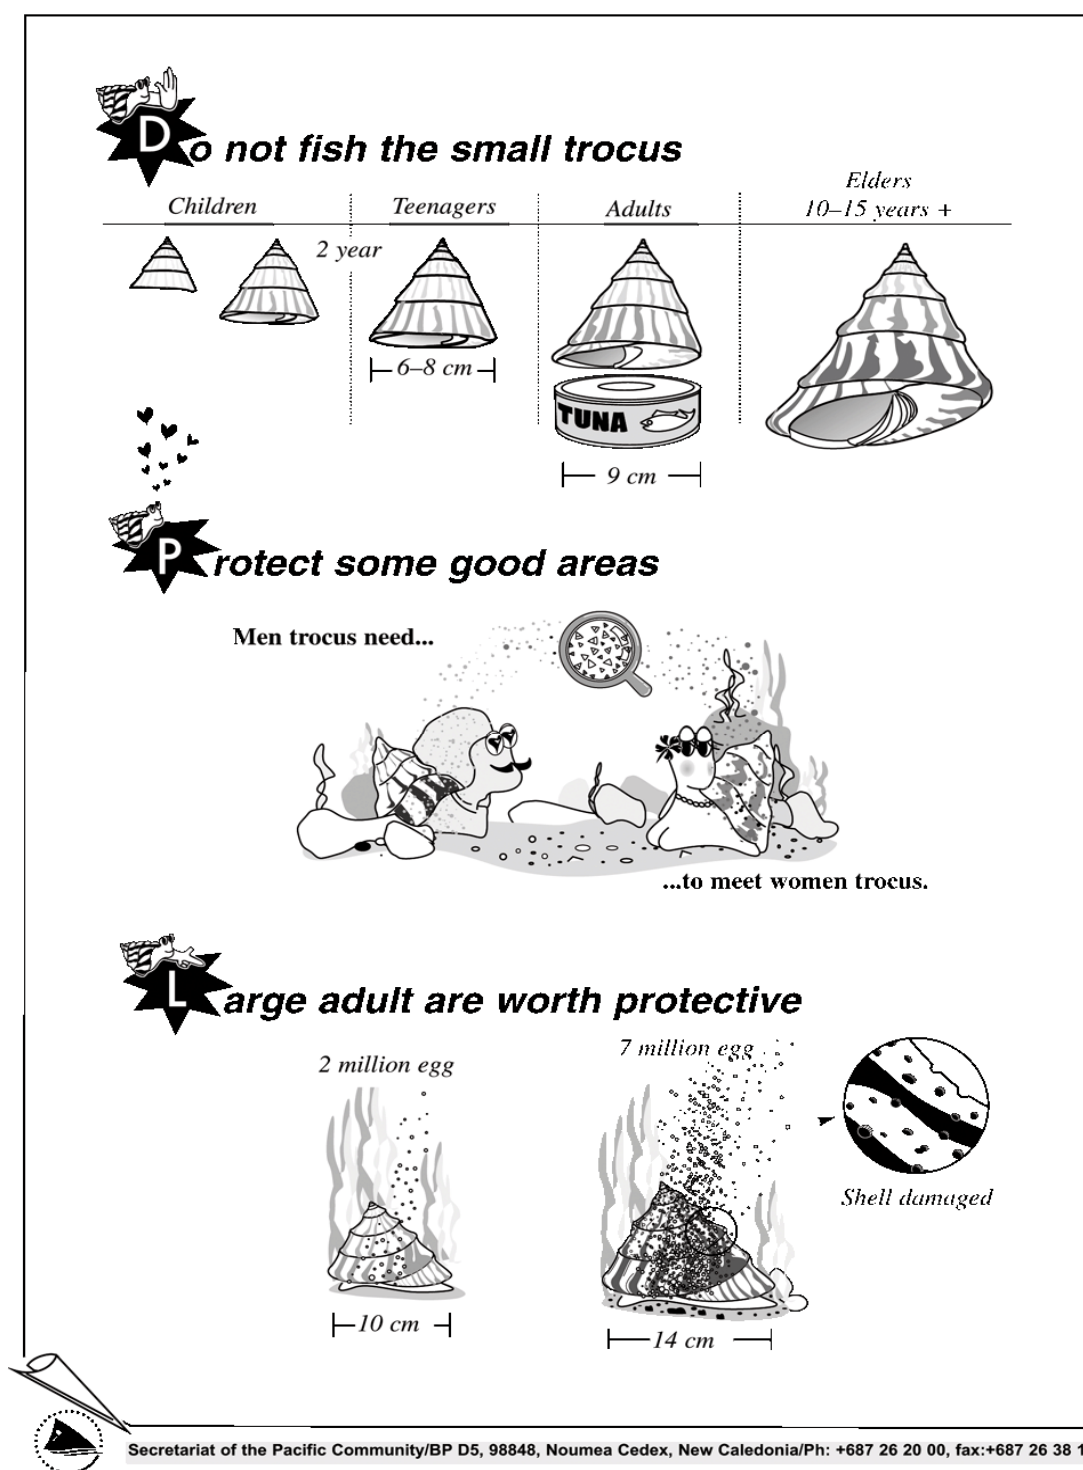 Do not fish the small trocus
Elders
Children Teenagers Adults 10–15 years +
2 year
6–8 cm
TUNA
9 cm
Protect some good areas
Men trocus need...
...to meet women trocus.
Large adult are worth protective
2 million egg 7 million egg
Shell damaged
10 cm 14 cm
Secretariat of the Pacific Community/BP D5, 98848, Noumea Cedex, New Caledonia/Ph: +687 26 20 00, fax:+687 26 38 1